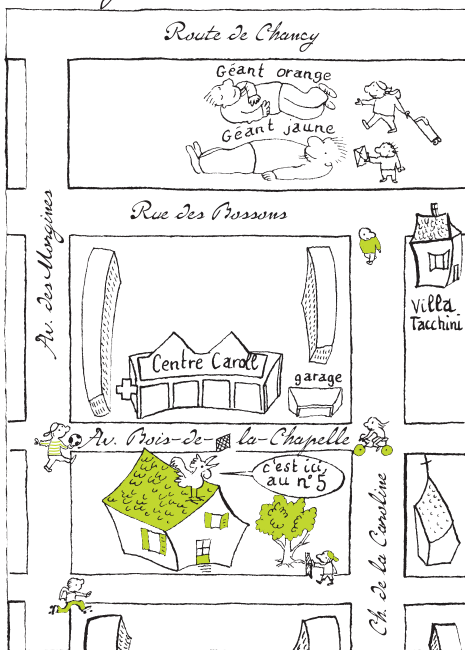 Route de Chancy
Géant orange
Géant jaune
Rue des Bossons
Av. des Morgines
Villa
Tacchini
Centre Caroll
garage
Av. Bois-de-la-Chapelle
c'est ici
au n°5
Ch. de la Caroline